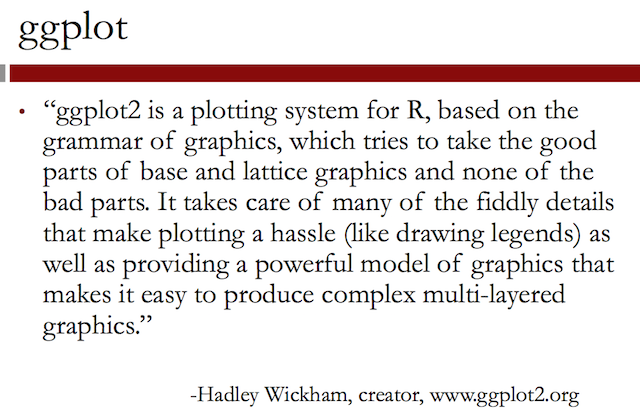 ggplot
• “ggplot2 is a plotting system for R, based on the
grammar of graphics, which tries to take the good
parts of base and lattice graphics and none of the
bad parts. It takes care of many of the fiddly details
that make plotting a hassle (like drawing legends) as
well as providing a powerful model of graphics that
makes it easy to produce complex multi-layered
graphics.”
-Hadley Wickham, creator, www.ggplot2.org